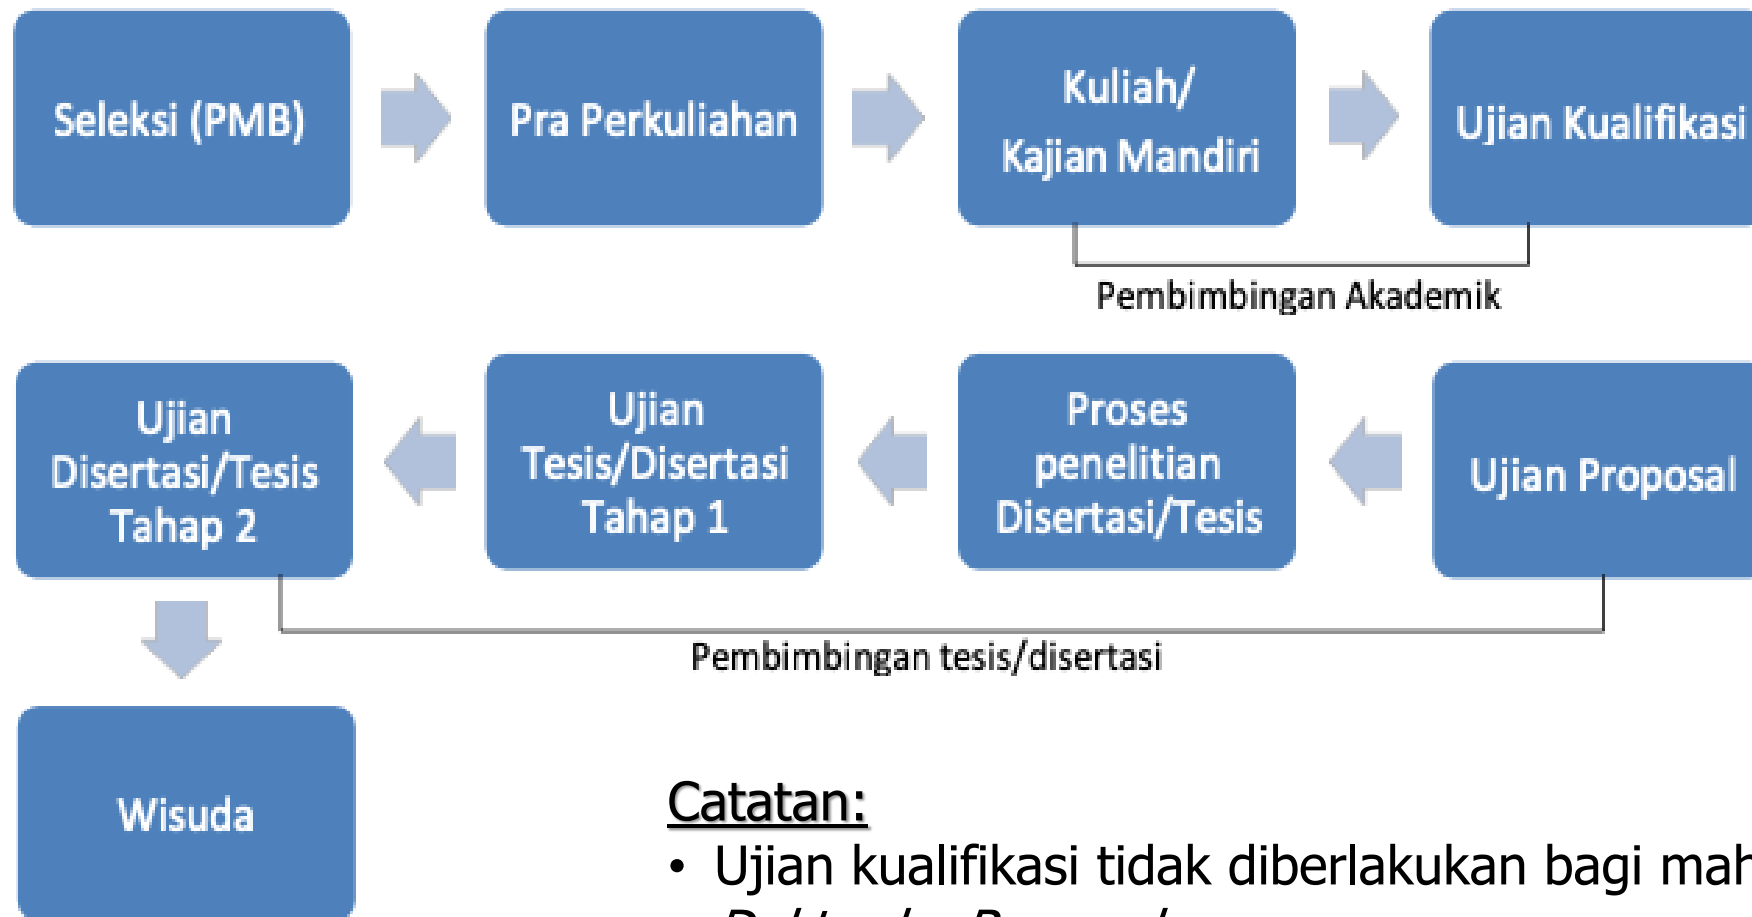 Seleksi (PMB)
Pra Perkuliahan
Kuliah/
Kajian Mandiri
Ujian Kualifikasi
Pembimbingan Akademik
Ujian
Disertasi/Tesis
Tahap 2
Ujian
Tesis/Disertasi
Tahap 1
Proses
penelitian
Disertasi/Tesis
Ujian Proposal
Pembimbingan tesis/disertasi
Wisuda
Catatan:
• Ujian kualifikasi tidak diberlakukan bagi